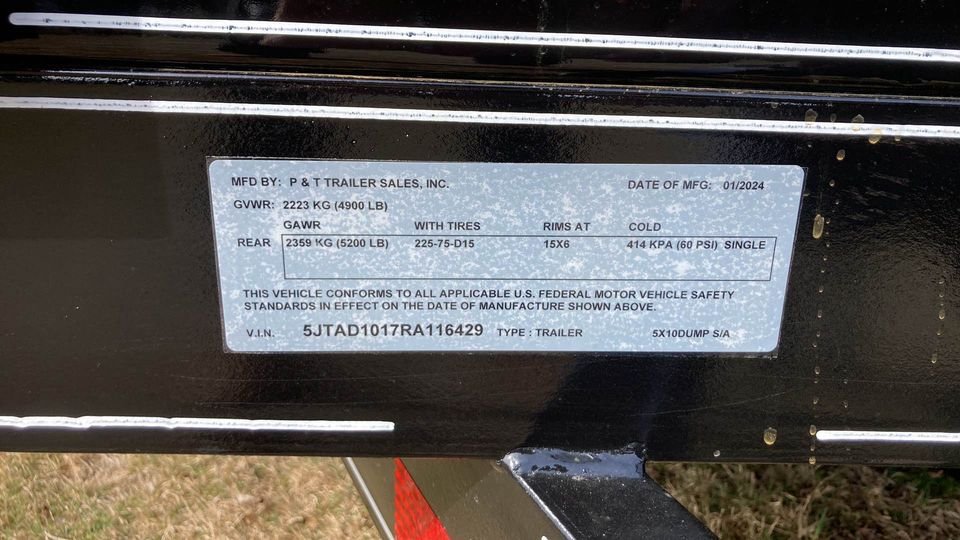 MFD BY: P & T TRAILER SALES, INC. DATE OF MFG: 01/2024
GVWR: 2223 KG (4900 LB)
GAWR WITH TIRES RIMS AT COLD
REAR 2359 KG (5200 LB) 225-75-D15 15X6 414 KPA (60 PSI) SINGLE
THIS VEHICLE CONFORMS TO ALL APPLICABLE U.S. FEDERAL MOTOR VEHICLE SAFETY
STANDARDS IN EFFECT ON THE DATE OF MANUFACTURE SHOWN ABOVE.
V.I.N. 5JTAD1017RA116429 TYPE : TRAILER 5X10DUMP S/A